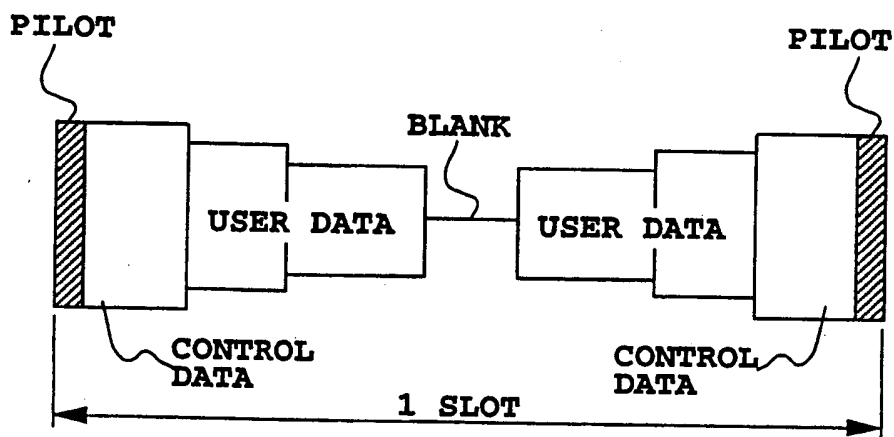 PILOT
PILOT
BLANK
USER DATA
USER DATA
CONTROL
DATA
CONTROL
DATA
1 SLOT